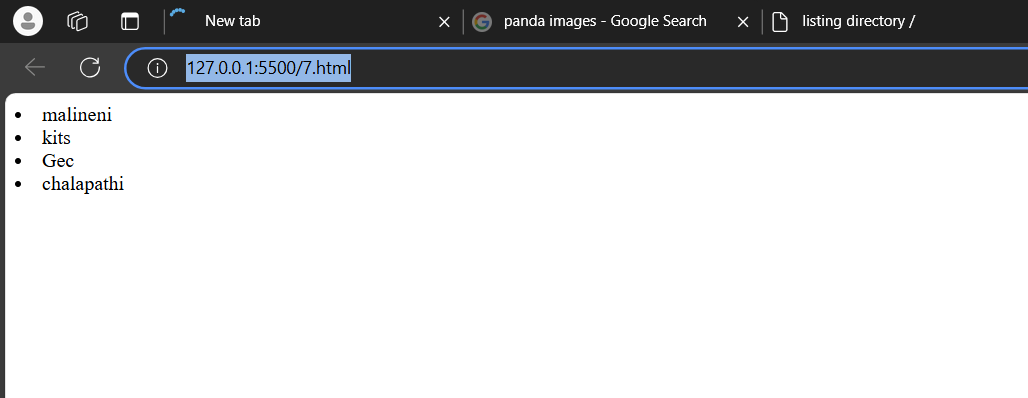 New tab
panda images - Google Search
listing directory /
127.0.0.1:5500/7.html
malineni
kits
Gec
chalapathi